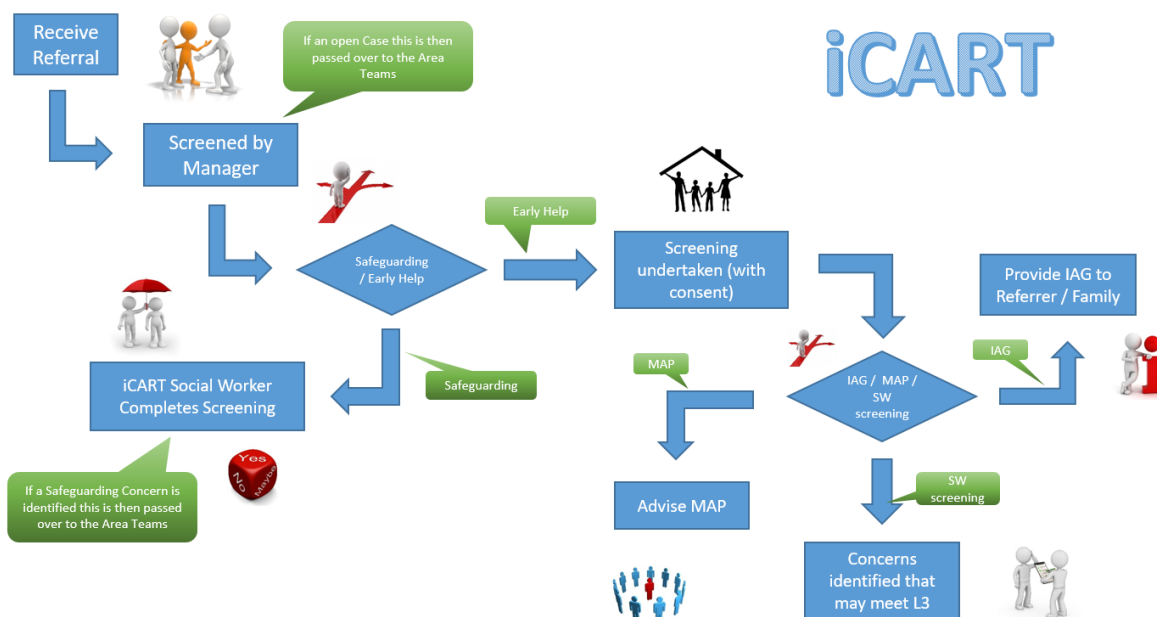 Receive
Referral
If an open Case this is then
passed over to the Area
Teams
iCART
Screened by
Manager
Early Help
Safeguarding
/ Early Help
Screening
undertaken (with
consent)
Provide IAG to
Referrer / Family
iCART Social Worker
Completes Screening
Safeguarding
MAP
IAG
IAG / MAP /
SW
screening
Yes
No
Maybe
If a Safeguarding Concern is
identified this is then passed
over to the Area Teams
Advise MAP
SW
screening
Concerns
identified that
may meet L3